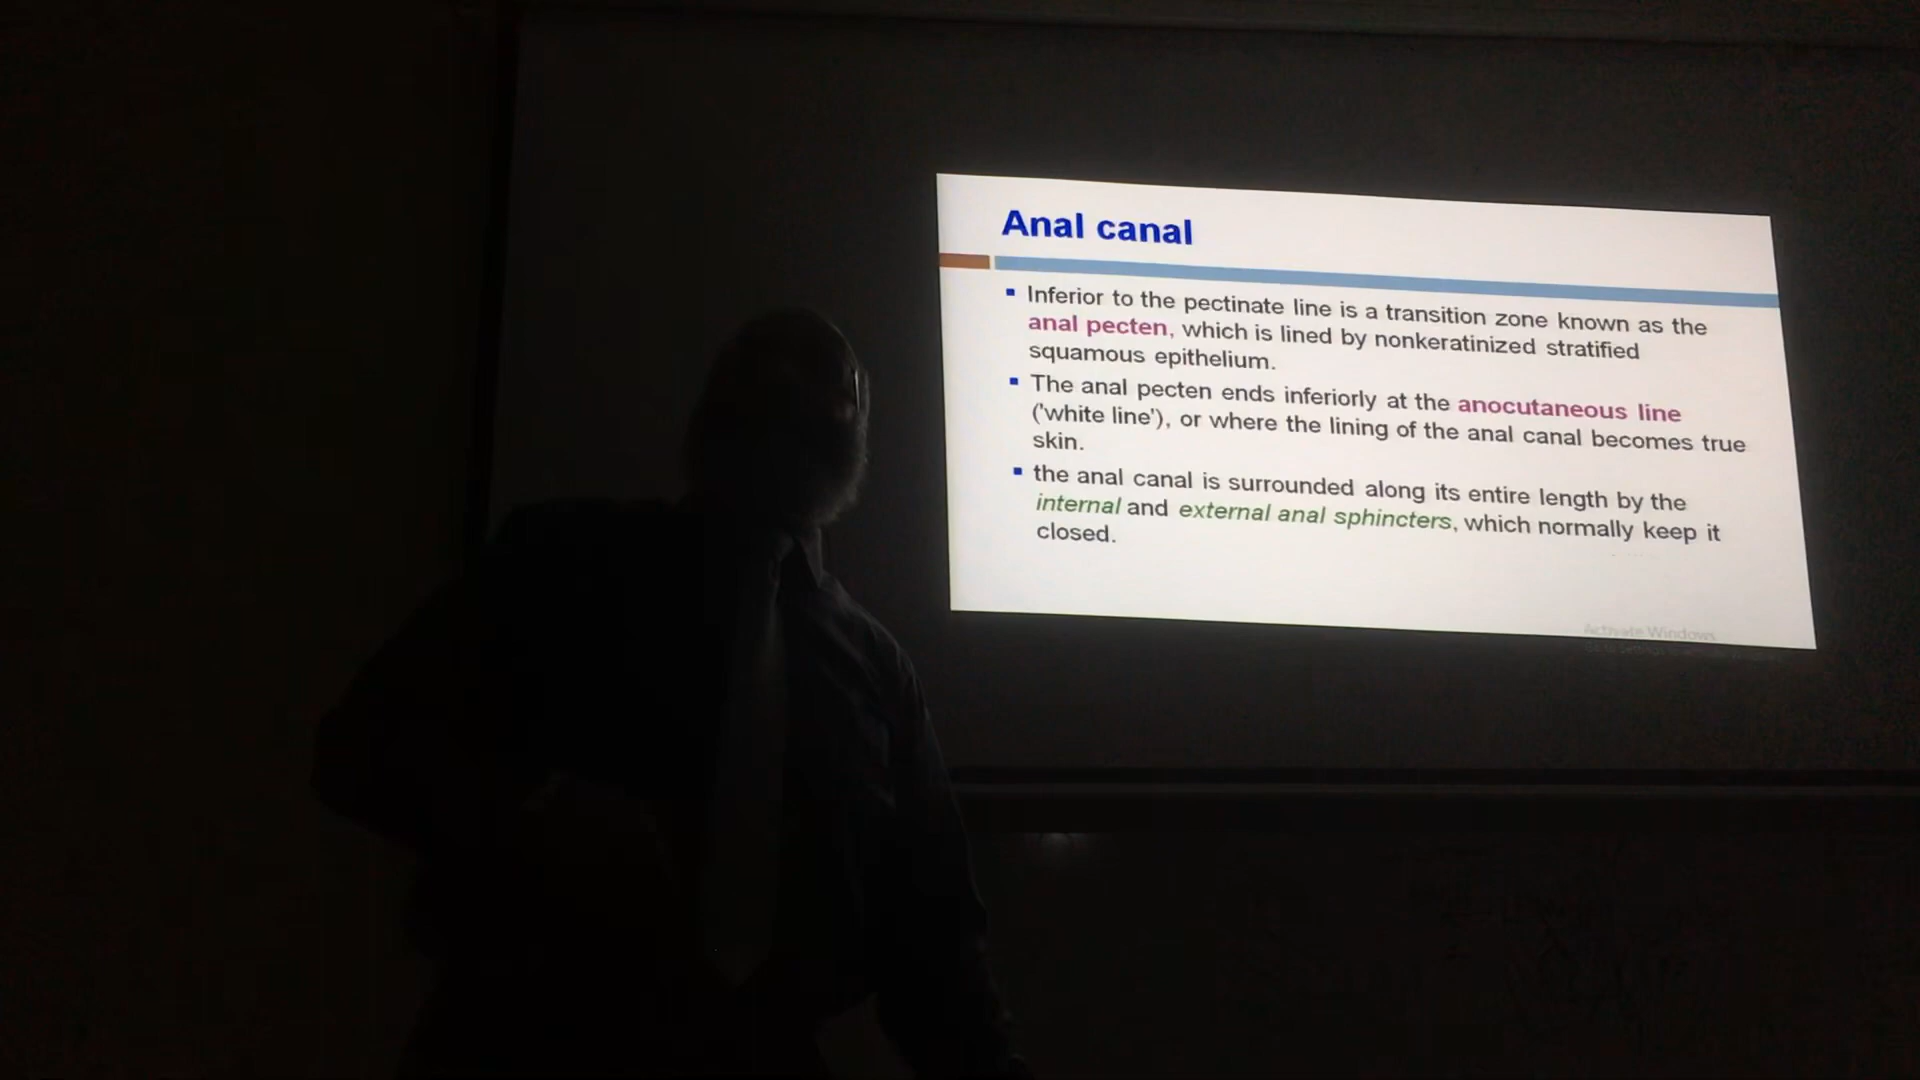 Anal canal
Inferior to the pectinate line is a transition zone known as the
anal pecten, which is lined by nonkeratinized stratified
squamous epithelium.
The anal pecten ends inferiorly at the anocutaneous line
('white line'), or where the lining of the anal canal becomes true
skin.
the anal canal is surrounded along its entire length by the
internal and external anal sphincters, which normally keep it
closed.
Activate Windows